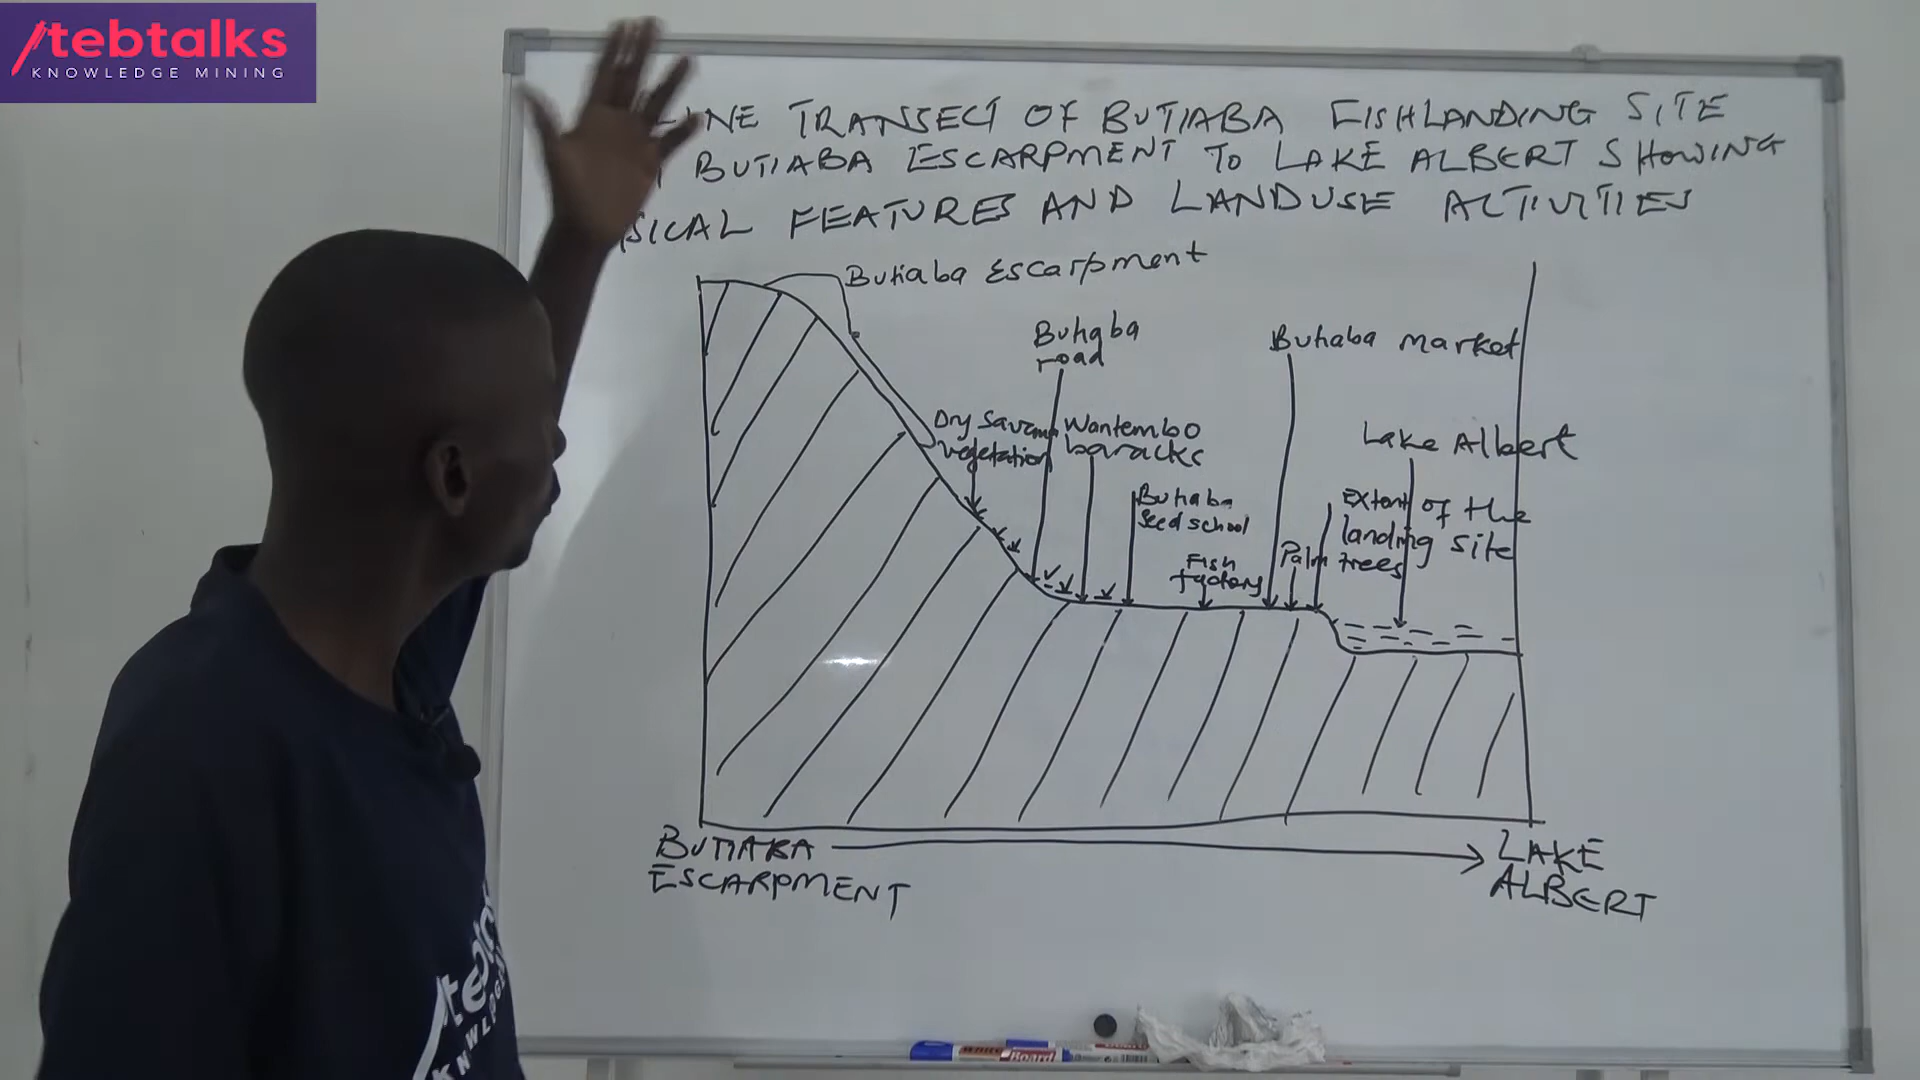 /tebtalks
KNOWLEDGE MINING
LINE TRANSECT OF BUTIABA FISHLANDING SITE
BUTIABA ESCARPMENT TO LAKE ALBERT SHOWING
SICAL FEATURES AND LANDUSE ACTIVITIES
Butiaba Escarpment
Butiaba
road
Butiaba market
Dry Savanna
vegetation
Wantembo
baracks
Lake Albert
Butiaba
Seed school
Extent of the
landing site
Fish
factory
Palm trees
BUTIABA
ESCARPMENT
LAKE
ALBERT
Board